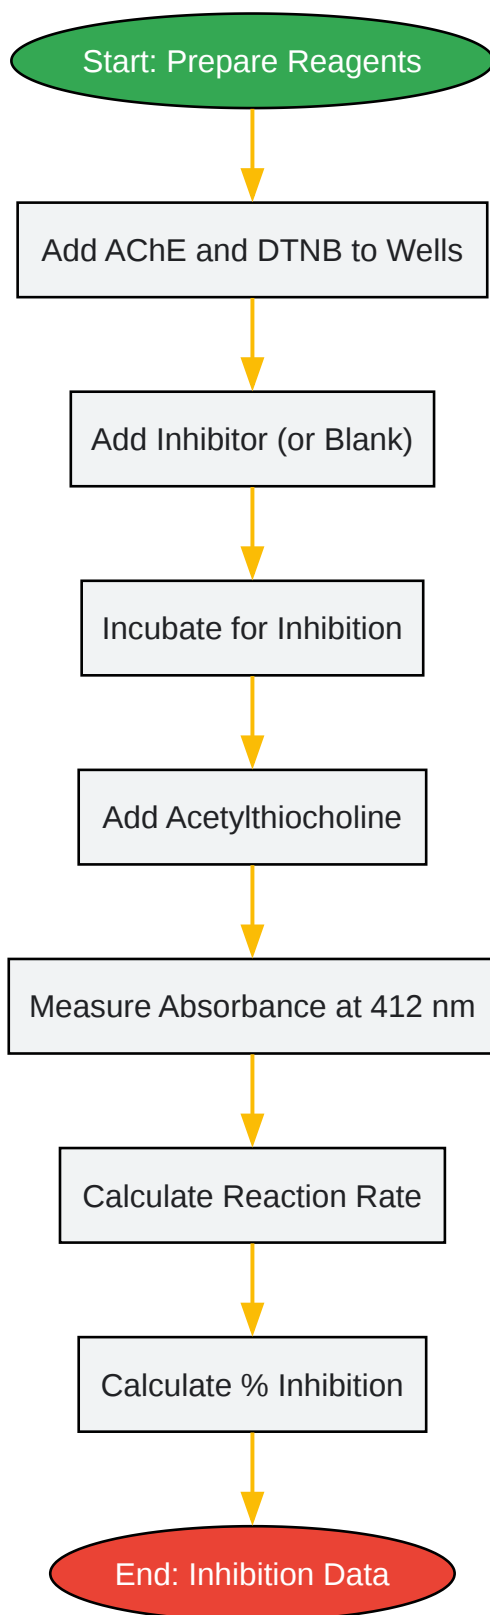 Start: Prepare Reagents
Add AChE and DTNB to Wells
Add Inhibitor (or Blank)
Incubate for Inhibition
Add Acetylthiocholine
Measure Absorbance at 412 nm
Calculate Reaction Rate
Calculate % Inhibition
End: Inhibition Data